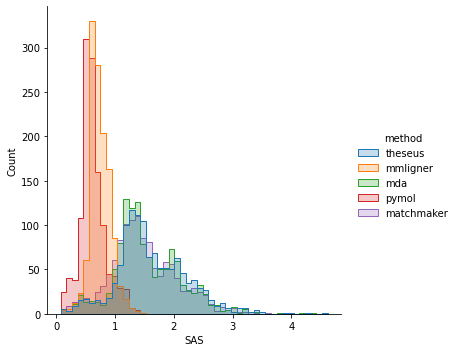 300
250
200
150
100
50
0
Count
0
1
2
3
4
SAS
method
theseus
mmligner
mda
pymol
matchmaker